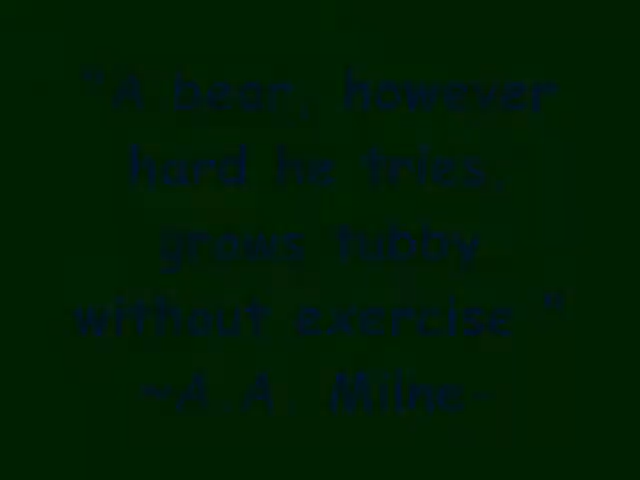 "A bear, however
hard he tries,
grows tubby
without exercise "
~A.A. Milne~